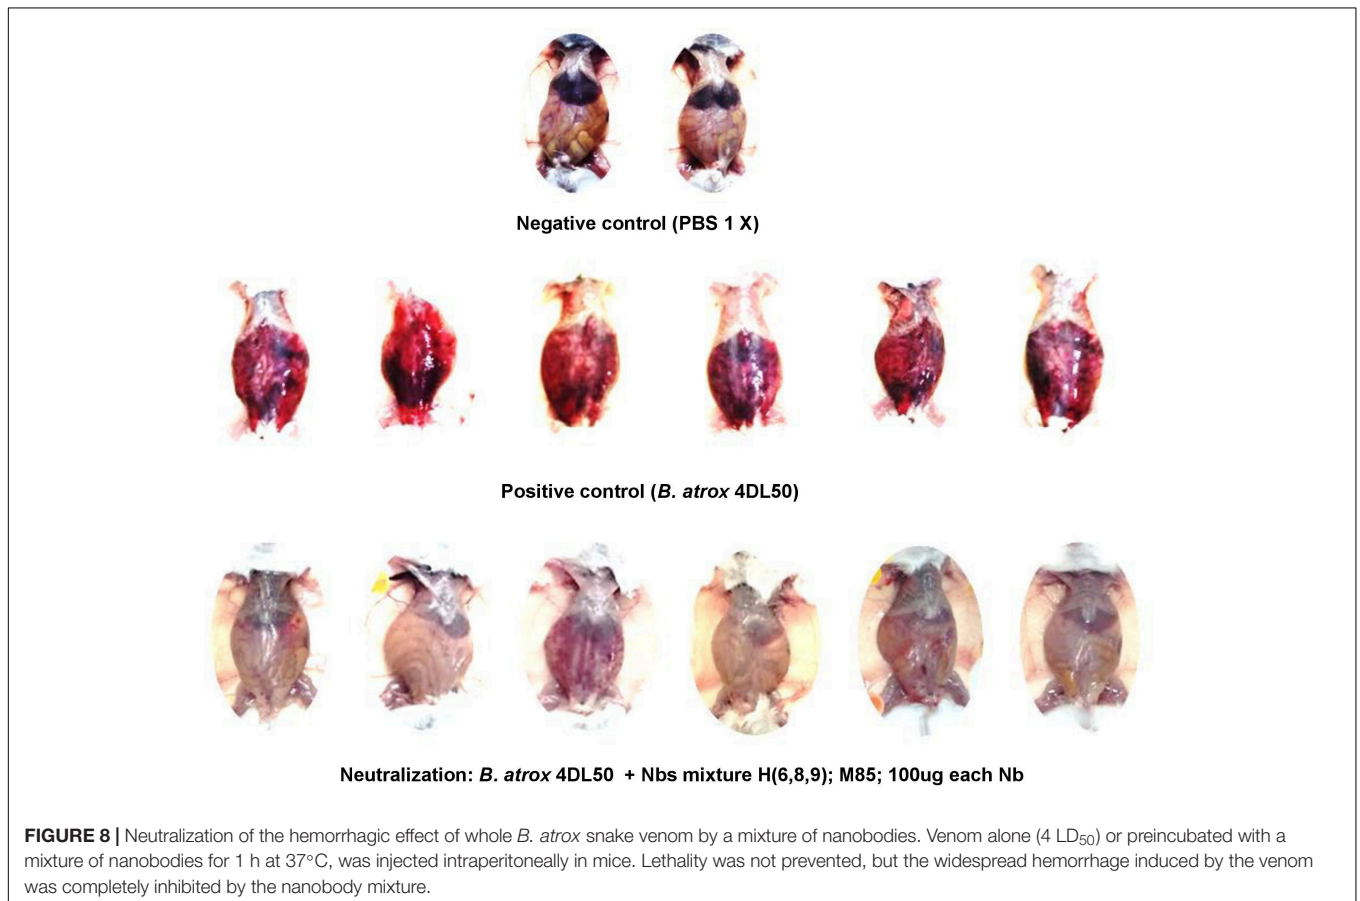 Negative control (PBS 1 X)
Positive control (B. atrox 4DL50)
Neutralization: B. atrox 4DL50 + Nbs mixture H(6,8,9); M85; 100ug each Nb
FIGURE 8 | Neutralization of the hemorrhagic effect of whole B. atrox snake venom by a mixture of nanobodies. Venom alone (4 LD50) or preincubated with a
mixture of nanobodies for 1 h at 37°C, was injected intraperitoneally in mice. Lethality was not prevented, but the widespread hemorrhage induced by the venom
was completely inhibited by the nanobody mixture.